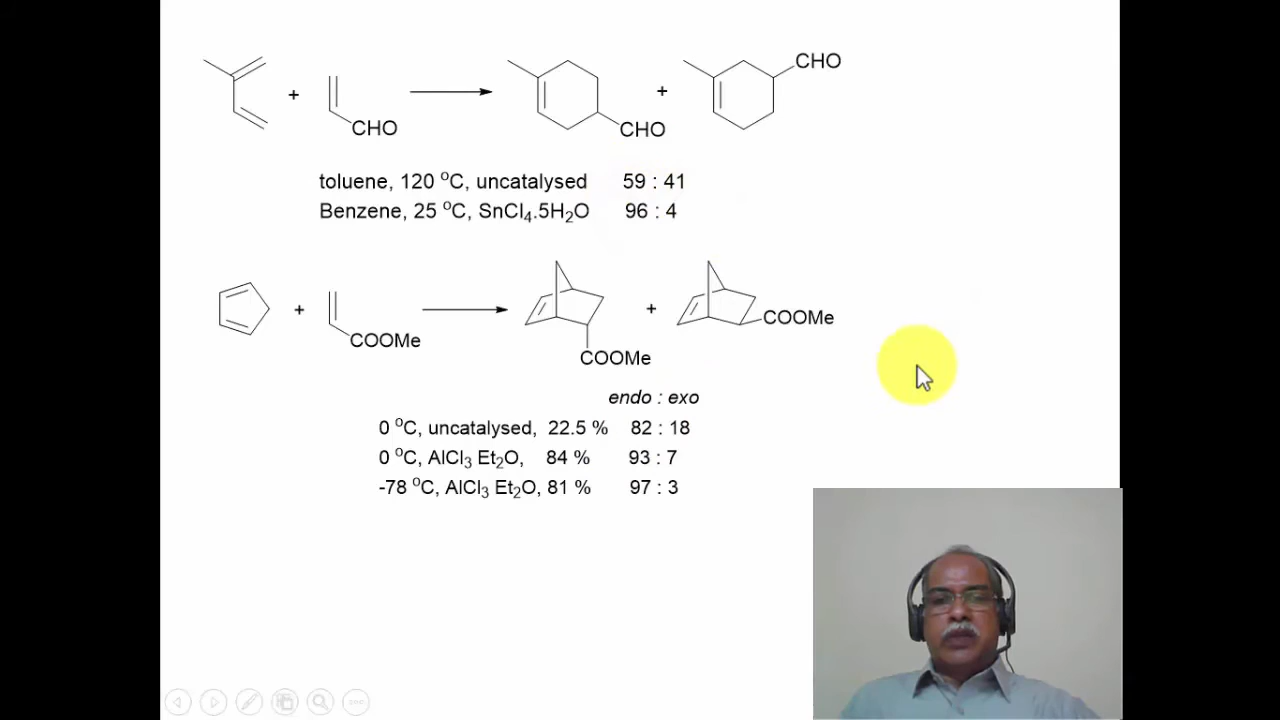 CHO
+
+
CHO
CHO
toluene, 120 °C, uncatalysed 59 : 41
Benzene, 25 °C, SnCl₄.5H₂O 96 : 4
+
+
COOMe
COOMe
COOMe
endo : exo
0 °C, uncatalysed, 22.5 % 82 : 18
0 °C, AlCl₃ Et₂O, 84 % 93 : 7
-78 °C, AlCl₃ Et₂O, 81 % 97 : 3